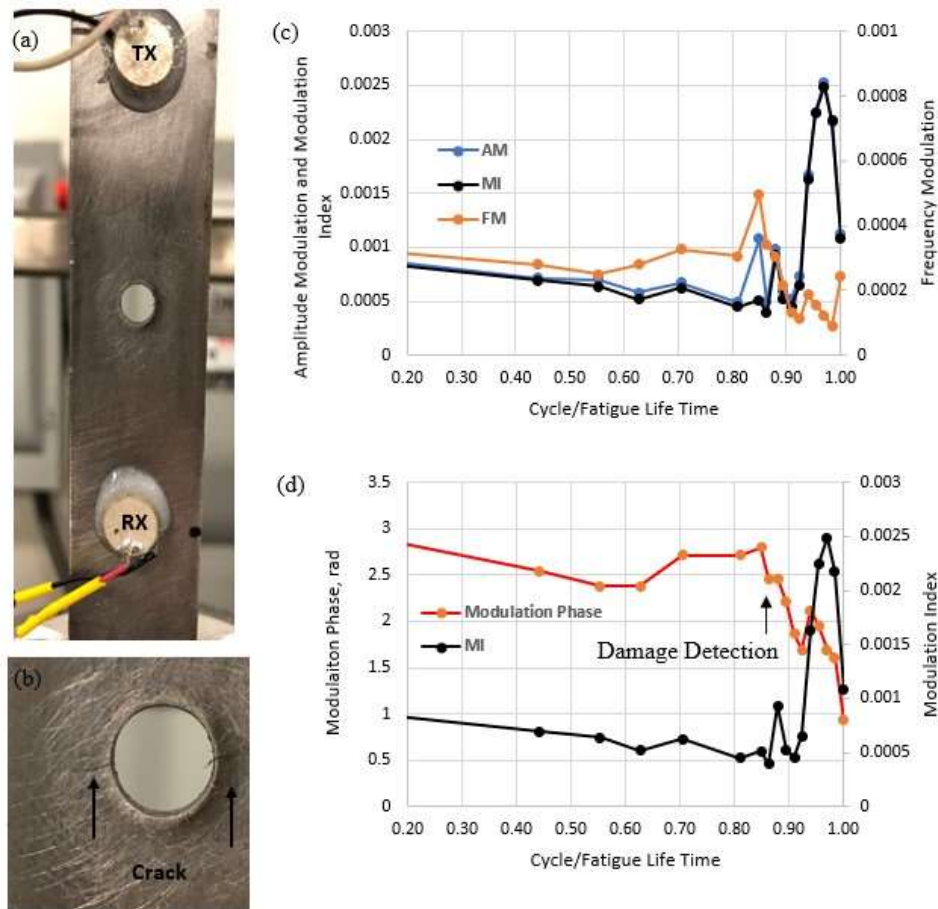 (a)
TX
RX
(b)
Crack
(c)
0.003
0.0025
0.002
0.0015
0.001
0.0005
0
Amplitude Modulation and Modulation
Index
AM
MI
FM
0.001
0.0008
0.0006
0.0004
0.0002
0
Frequency Modulation
0.20 0.30 0.40 0.50 0.60 0.70 0.80 0.90 1.00
Cycle/Fatigue Life Time
(d)
3.5
3
2.5
2
1.5
1
0.5
0
Modulaiton Phase, rad
Modulation Phase
MI
Damage Detection
0.003
0.0025
0.002
0.0015
0.001
0.0005
0
Modulation Index
0.20 0.30 0.40 0.50 0.60 0.70 0.80 0.90 1.00
Cycle/Fatigue Life Time